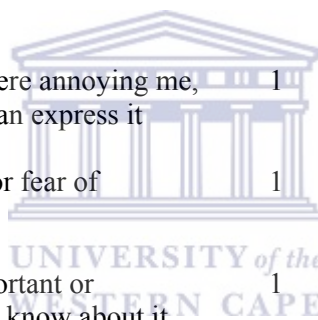 ere annoying me, 1
an express it
or fear of 1
UNIVERSITY of the
ortant or 1
WESTERN CAPE
know about it